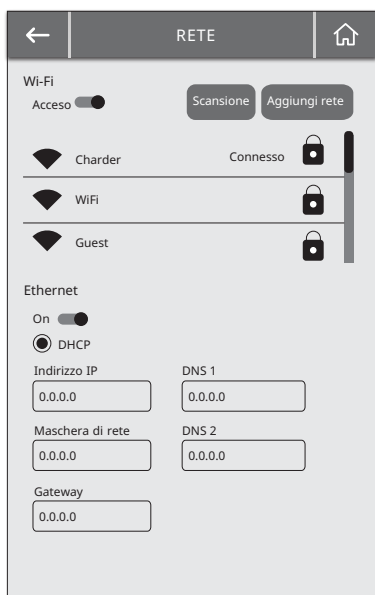 RETE
Wi-Fi
Acceso
Scansione
Aggiungi rete
Charder
Connesso
WiFi
Guest
Ethernet
On
DHCP
Indirizzo IP
DNS 1
0.0.0.0
0.0.0.0
Maschera di rete
DNS 2
0.0.0.0
0.0.0.0
Gateway
0.0.0.0